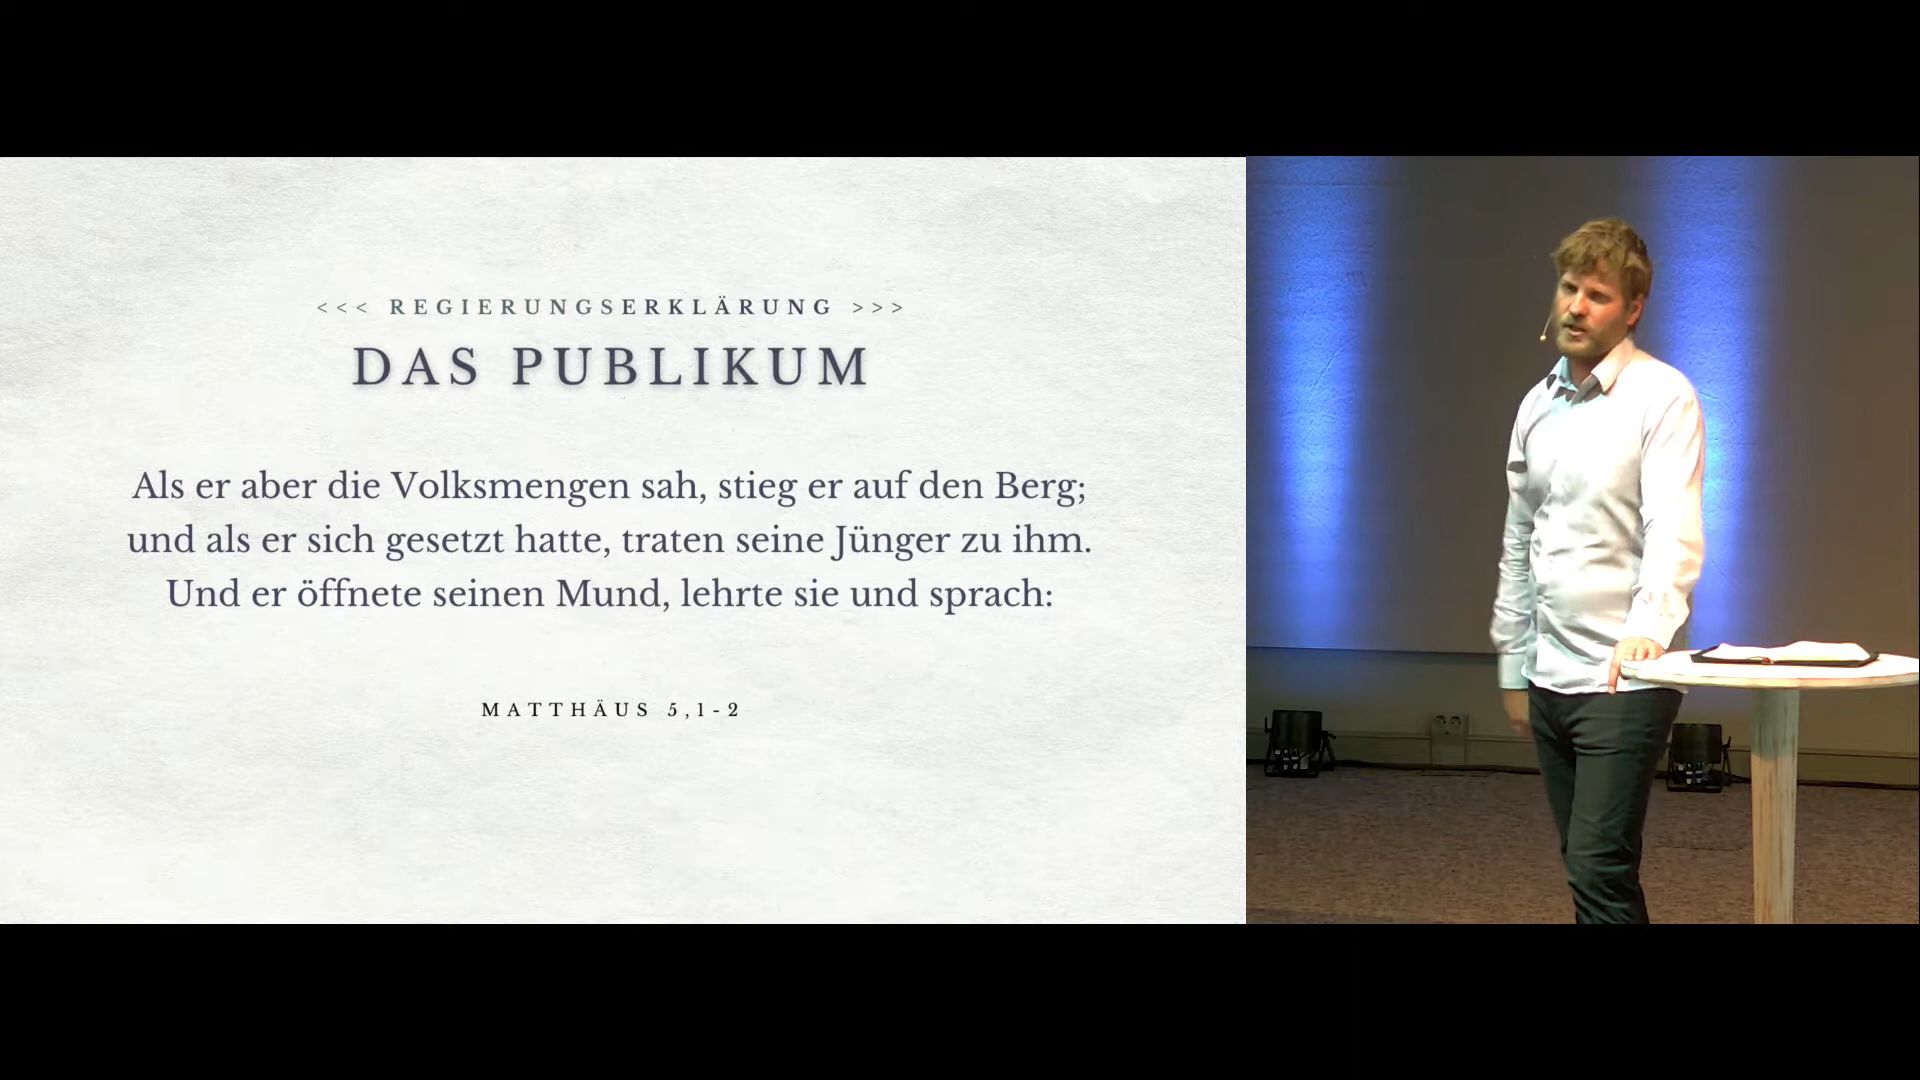 <<< REGIERUNGSERKLÄRUNG >>>
DAS PUBLIKUM
Als er aber die Volksmengen sah, stieg er auf den Berg;
und als er sich gesetzt hatte, traten seine Jünger zu ihm.
Und er öffnete seinen Mund, lehrte sie und sprach:
MATTHÄUS 5,1-2